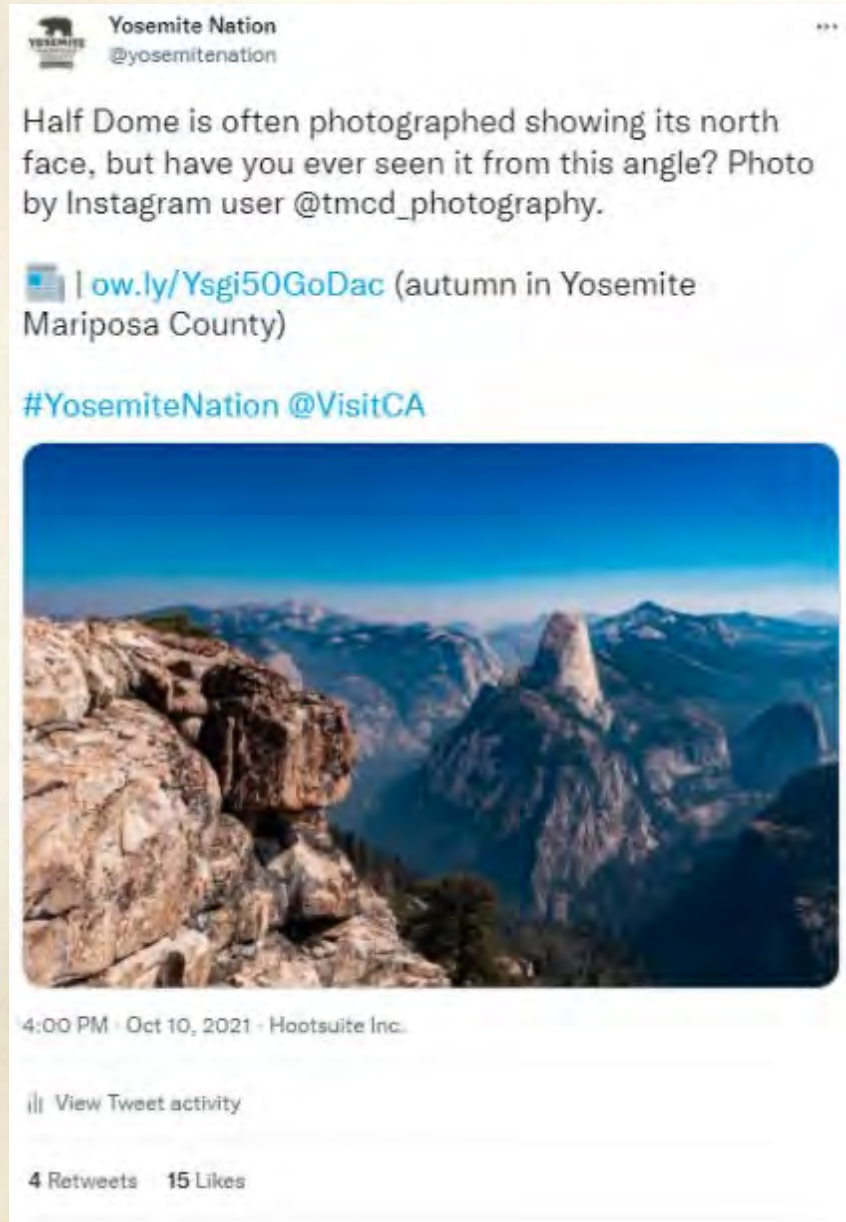 Yosemite Nation
@yosemitenation
YOSEMITE
Half Dome is often photographed showing its north
face, but have you ever seen it from this angle? Photo
by Instagram user @tmcd_photography.
| ow.ly/Ysgi50GoDac (autumn in Yosemite
Mariposa County)
#YosemiteNation @VisitCA
4:00 PM · Oct 10, 2021 · Hootsuite Inc.
View Tweet activity
4 Retweets 15 Likes